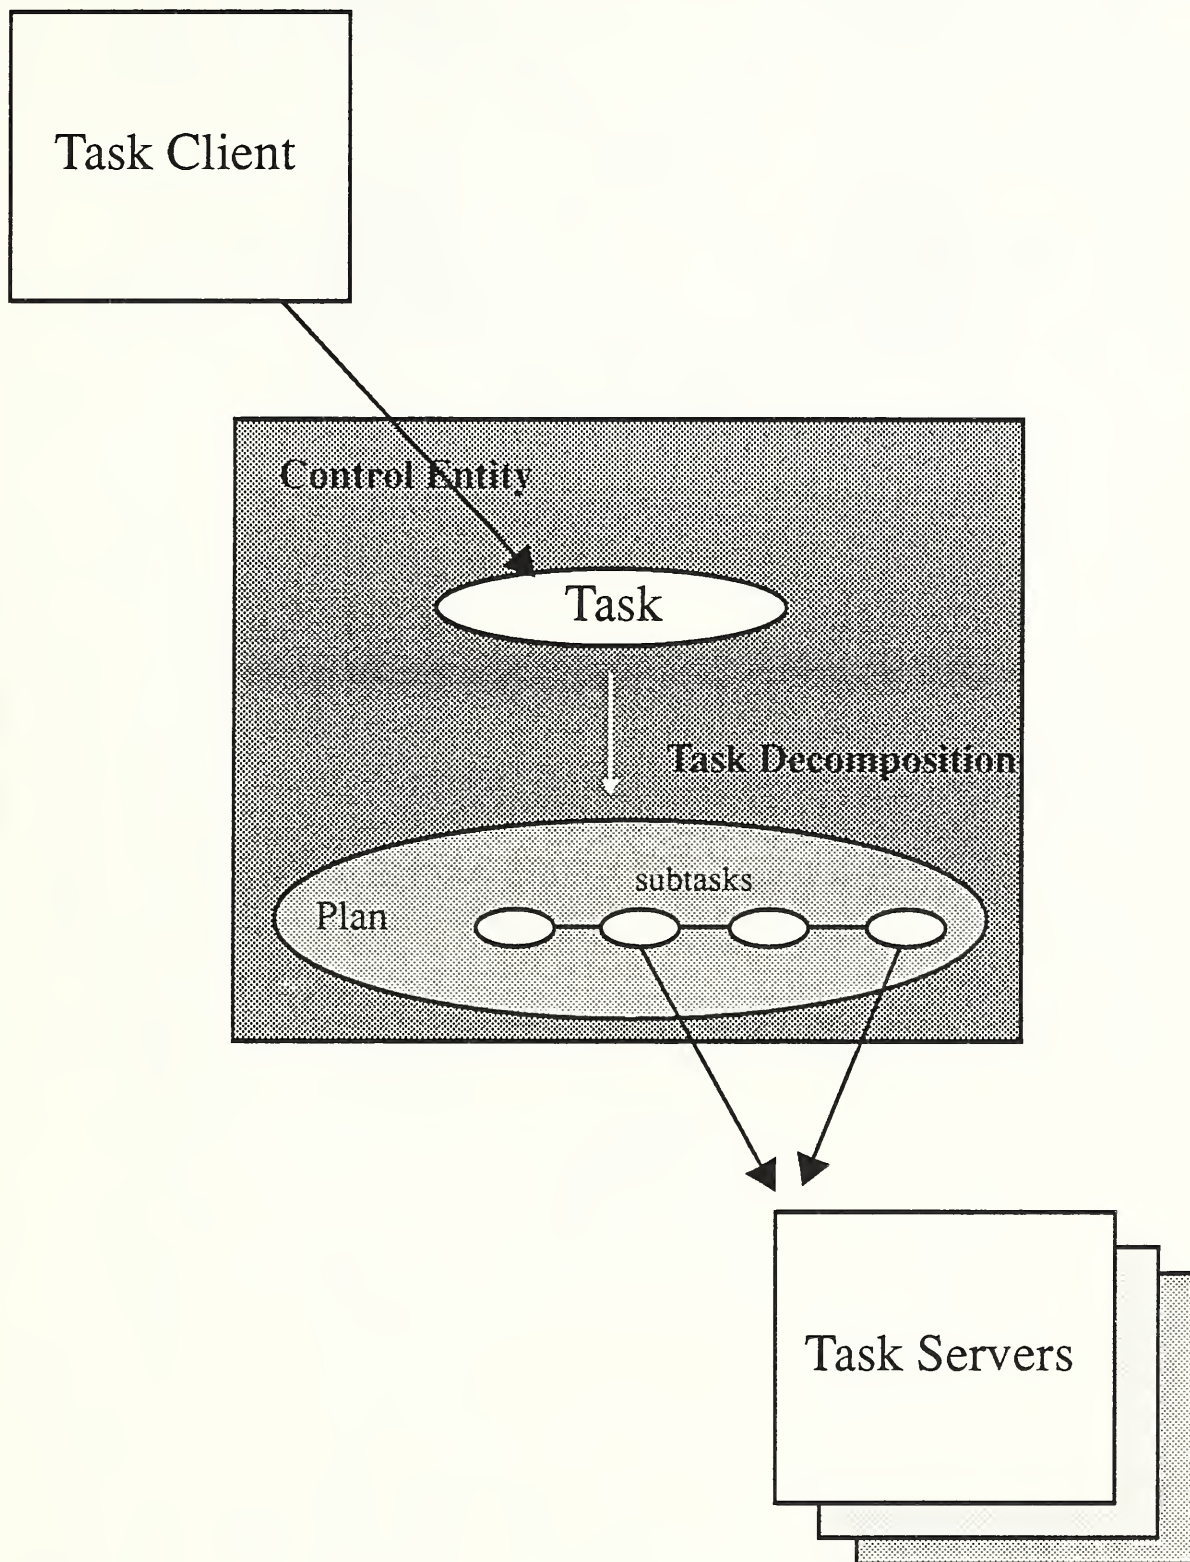 Task Client
Control Entity
Task
Task Decomposition
subtasks
Plan
Task Servers